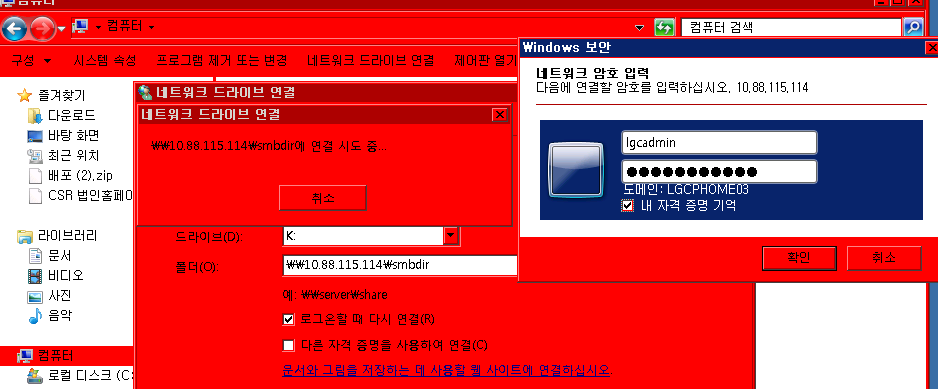 컴퓨터
컴퓨터
컴퓨터 검색
구성 시스템 속성 프로그램 제거 또는 변경 네트워크 드라이브 연결 제어판 열기
즐겨찾기
다운로드
바탕 화면
최근 위치
배포 (2).zip
CSR 법인홈페이
라이브러리
문서
비디오
사진
음악
컴퓨터
로컬 디스크 (C:
네트워크 드라이브 연결
네트워크 드라이브 연결
₩₩10.88.115.114₩smbdir에 연결 시도 중...
취소
드라이브(D): K:
폴더(O): ₩₩10.88.115.114₩smbdir
예: ₩₩server₩share
로그온할 때 다시 연결(R)
다른 자격 증명을 사용하여 연결(C)
문서와 그림을 저장하는 데 사용할 웹 사이트에 연결하십시오
Windows 보안
네트워크 암호 입력
다음에 연결할 암호를 입력하십시오. 10.88.115.114
lgcadmin
●●●●●●●●●●●
도메인: LGCPHOME03
내 자격 증명 기억
확인 취소